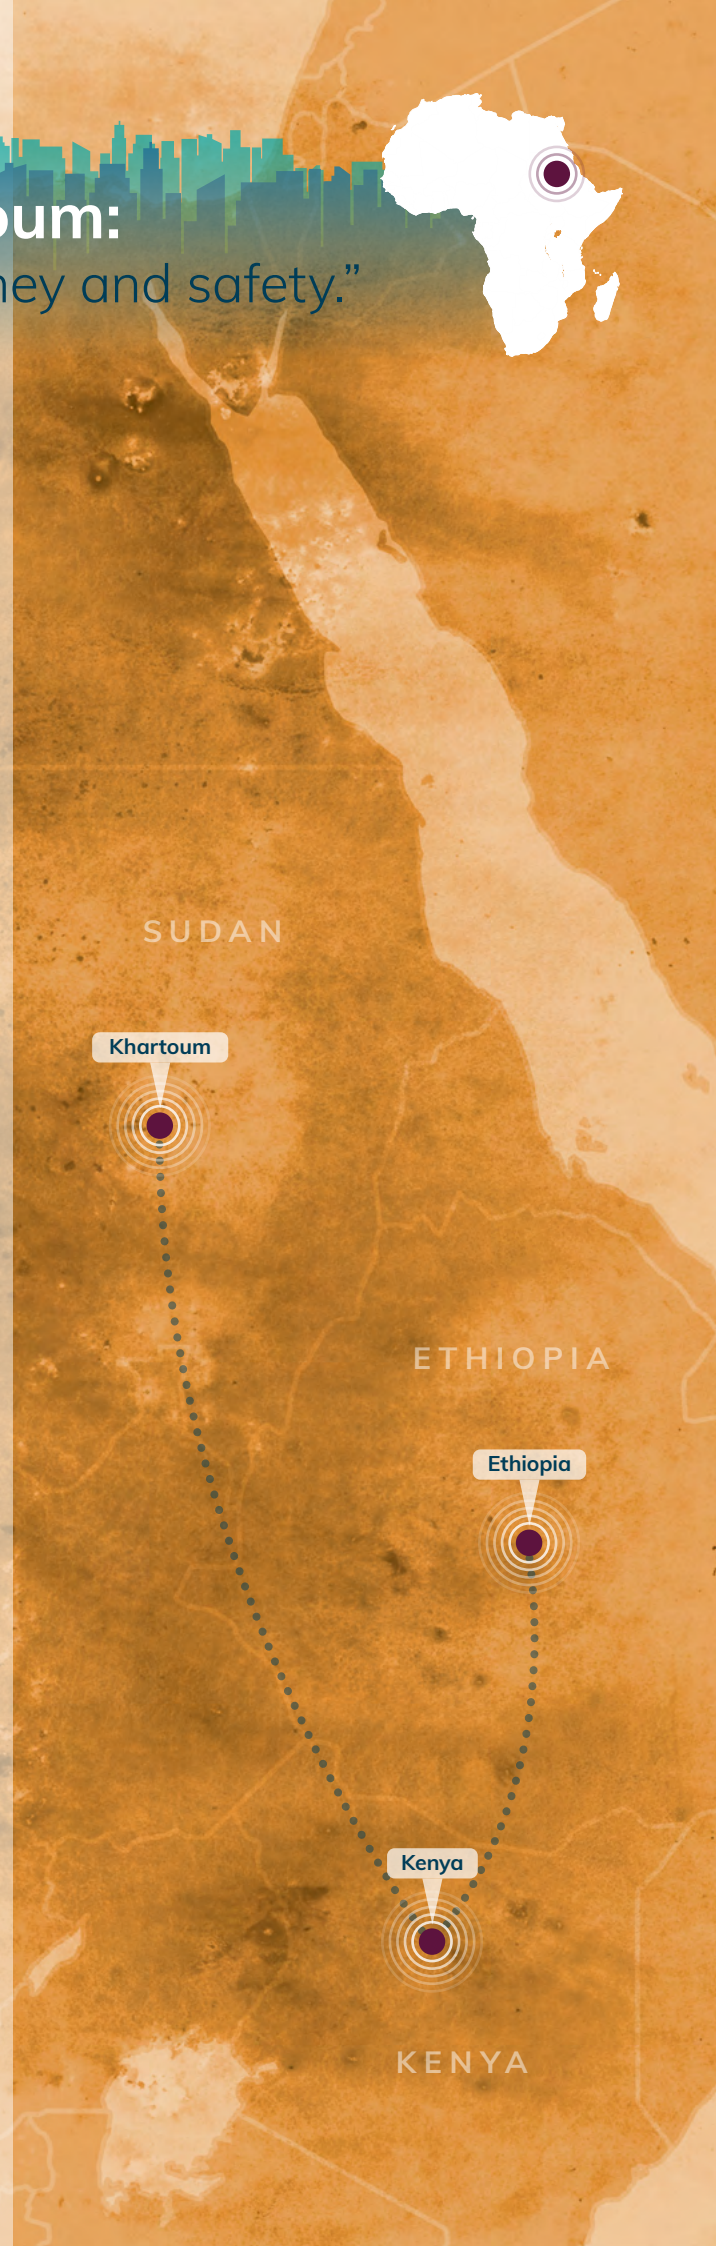 oum:
ney and safety.”
SUDAN
Khartoum
ETHIOPIA
Ethiopia
Kenya
KENYA